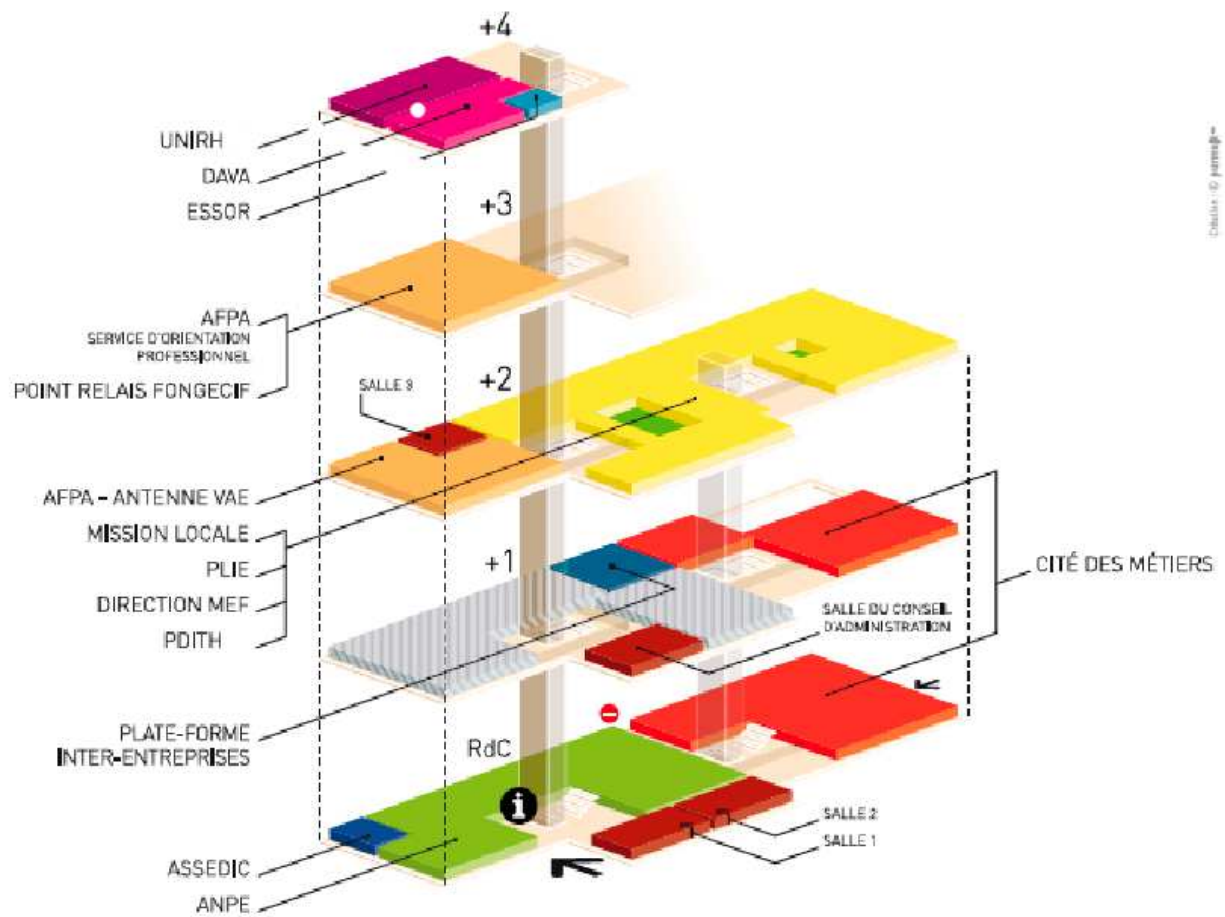 +4
UNIRH
DAVA
ESSOR
+3
AFPA
SERVICE D'ORIENTATION
PROFESSIONNEL
POINT RELAIS FONGECIF
+2
SALLE 3
AFPA – ANTENNE VAE
MISSION LOCALE
PLIE
DIRECTION MEF
PDITH
+1
CITÉ DES MÉTIERS
SALLE DU CONSEIL
D'ADMINISTRATION
PLATE-FORME
INTER-ENTREPRISES
RdC
i
SALLE 2
SALLE 1
ASSEDIC
ANPE